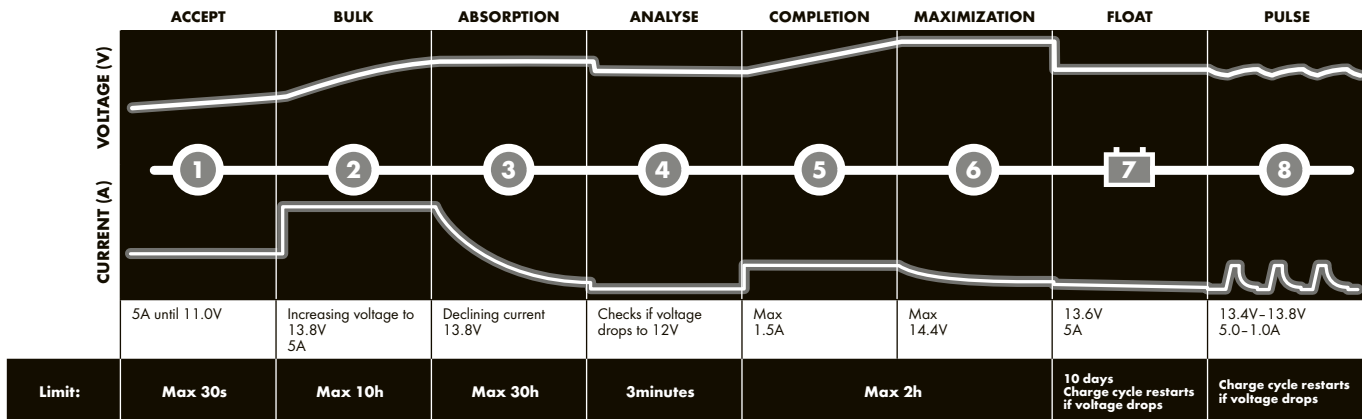 ACCEPT BULK ABSORPTION ANALYSE COMPLETION MAXIMIZATION FLOAT PULSE
VOLTAGE (V)
1 2 3 4 5 6 7 8
CURRENT (A)
5A until 11.0V
Increasing voltage to
13.8V
5A
Declining current
13.8V
Checks if voltage
drops to 12V
Max
1.5A
Max
14.4V
13.6V
5A
13.4V–13.8V
5.0–1.0A
Limit:
Max 30s
Max 10h
Max 30h
3minutes
Max 2h
10 days
Charge cycle restarts
if voltage drops
Charge cycle restarts
if voltage drops